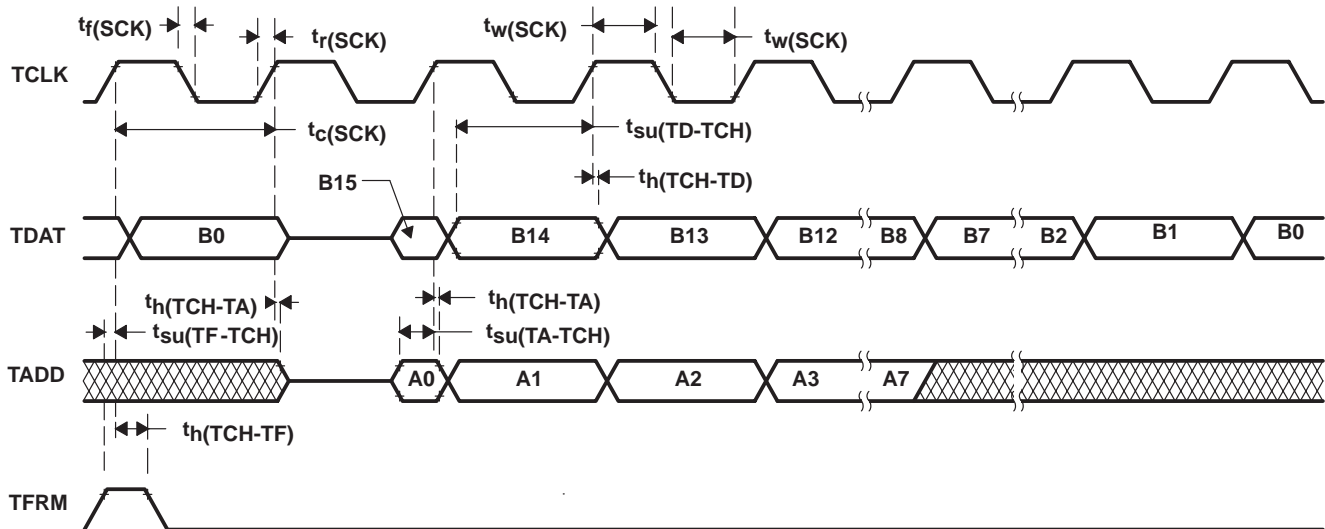 tf(SCK)
tr(SCK)
tw(SCK)
tw(SCK)
TCLK
tc(SCK)
tsu(TD-TCH)
B15
th(TCH-TD)
TDAT
B0
B14
B13
B12
B8
B7
B2
B1
B0
th(TCH-TA)
th(TCH-TA)
tsu(TF-TCH)
tsu(TA-TCH)
TADD
A0
A1
A2
A3
A7
th(TCH-TF)
TFRM